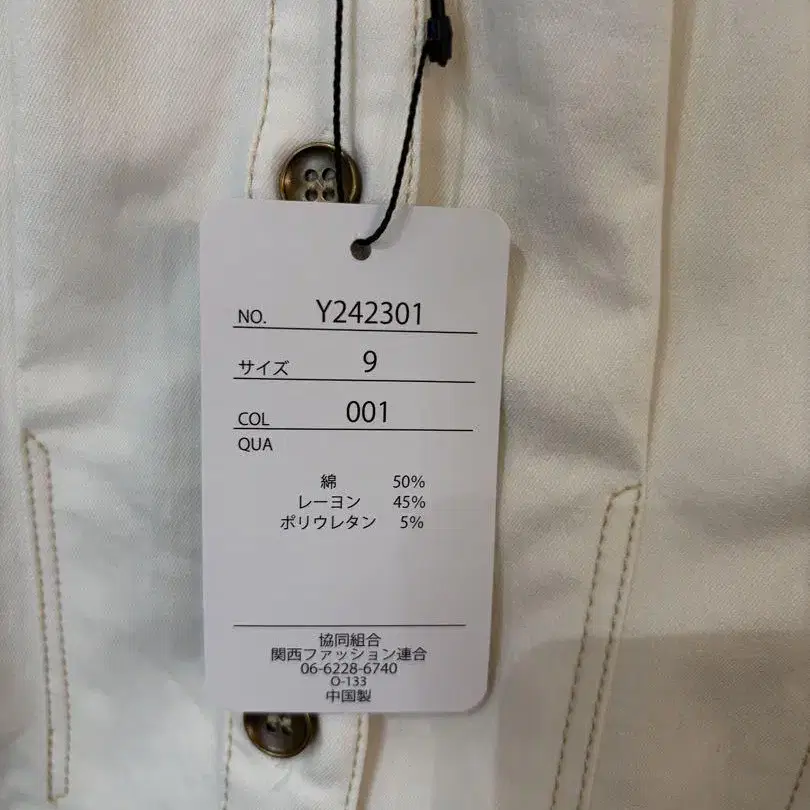 NO. Y242301
サイズ 9
COL 001
QUA
綿 50%
レーヨン 45%
ポリウレタン 5%
協同組合
関西ファッション連合
06-6228-6740
O-133
中国製